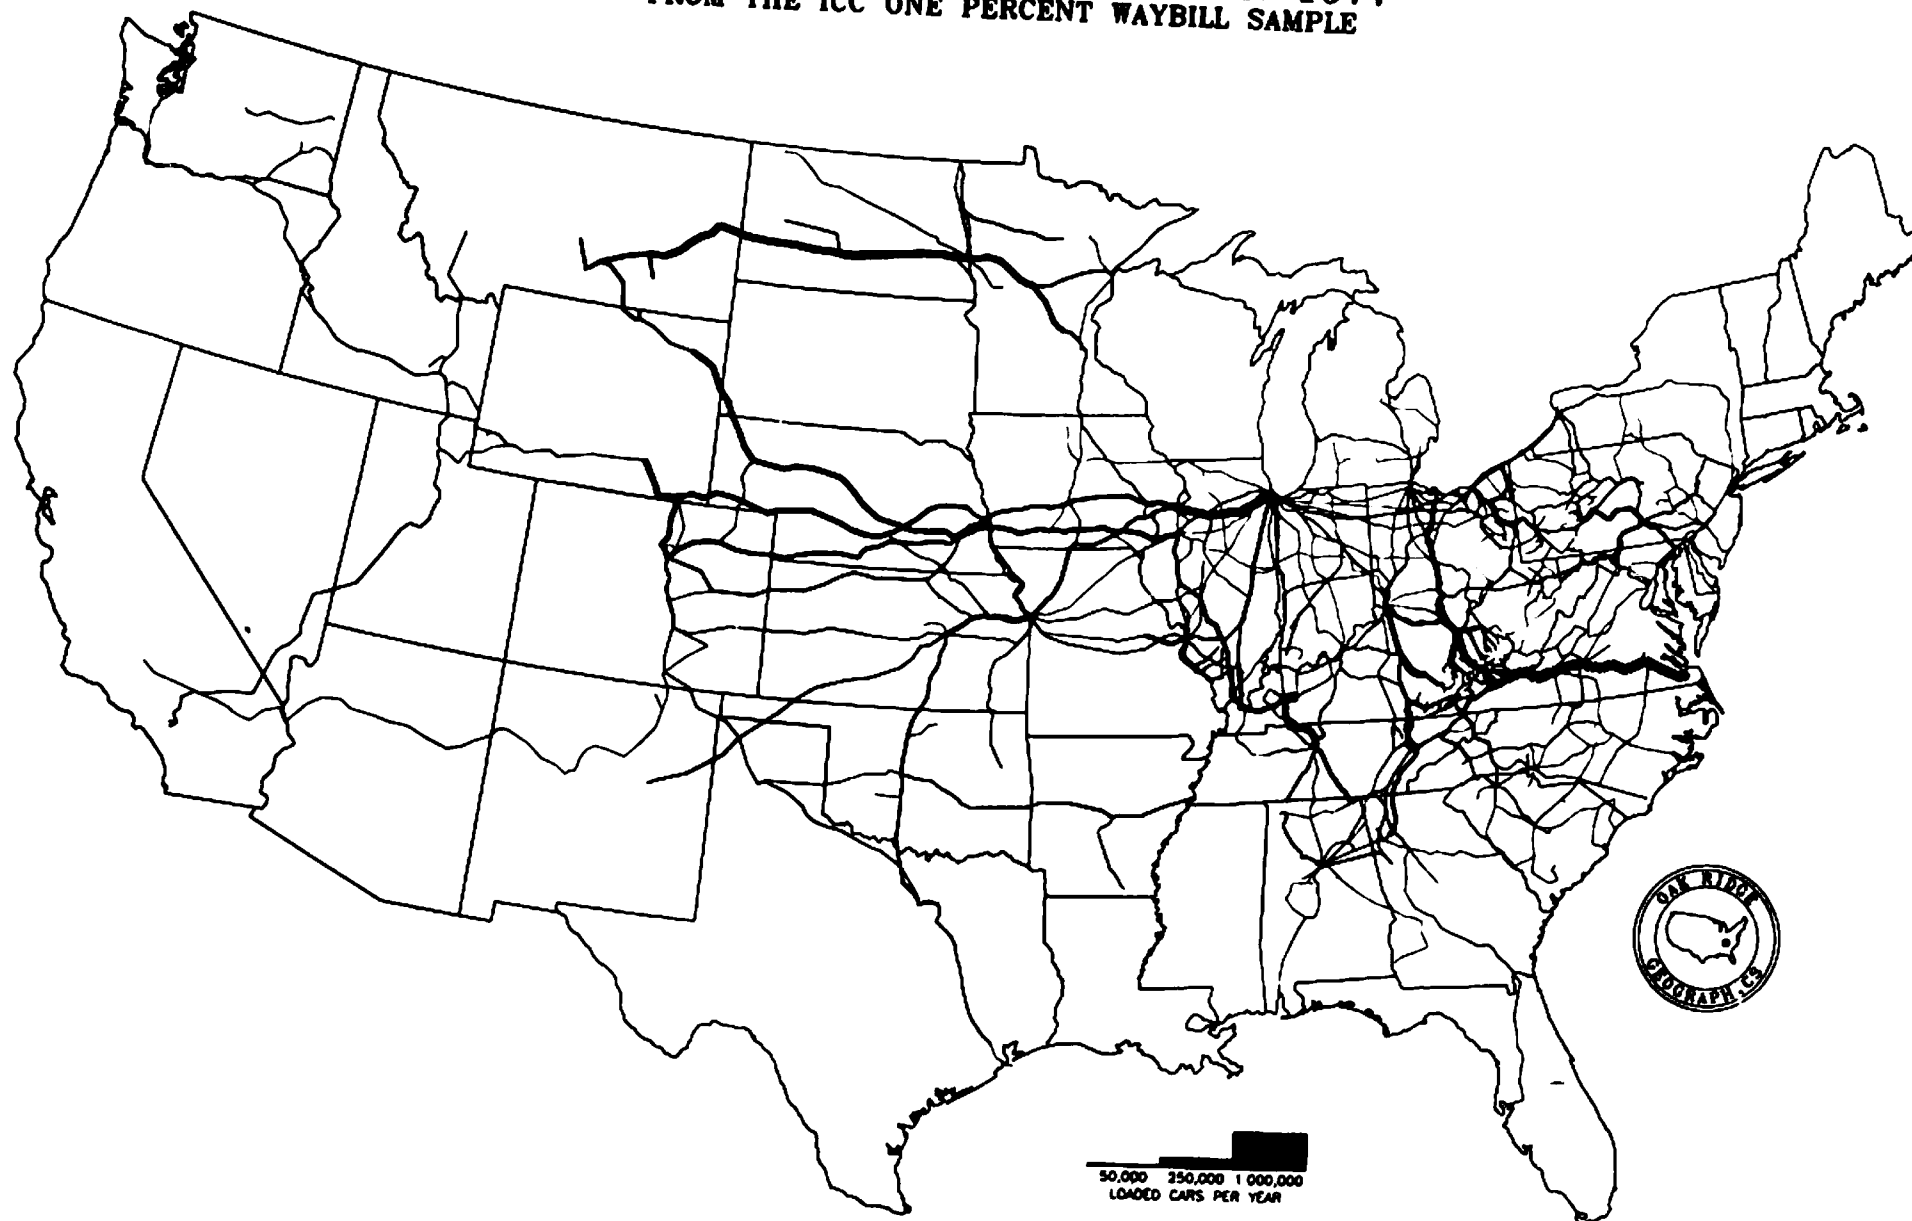 FROM THE ICC ONE PERCENT WAYBILL SAMPLE
OAK RIDGE
GEOGRAPHICS
50,000 250,000 1 000,000
LOADED CARS PER YEAR